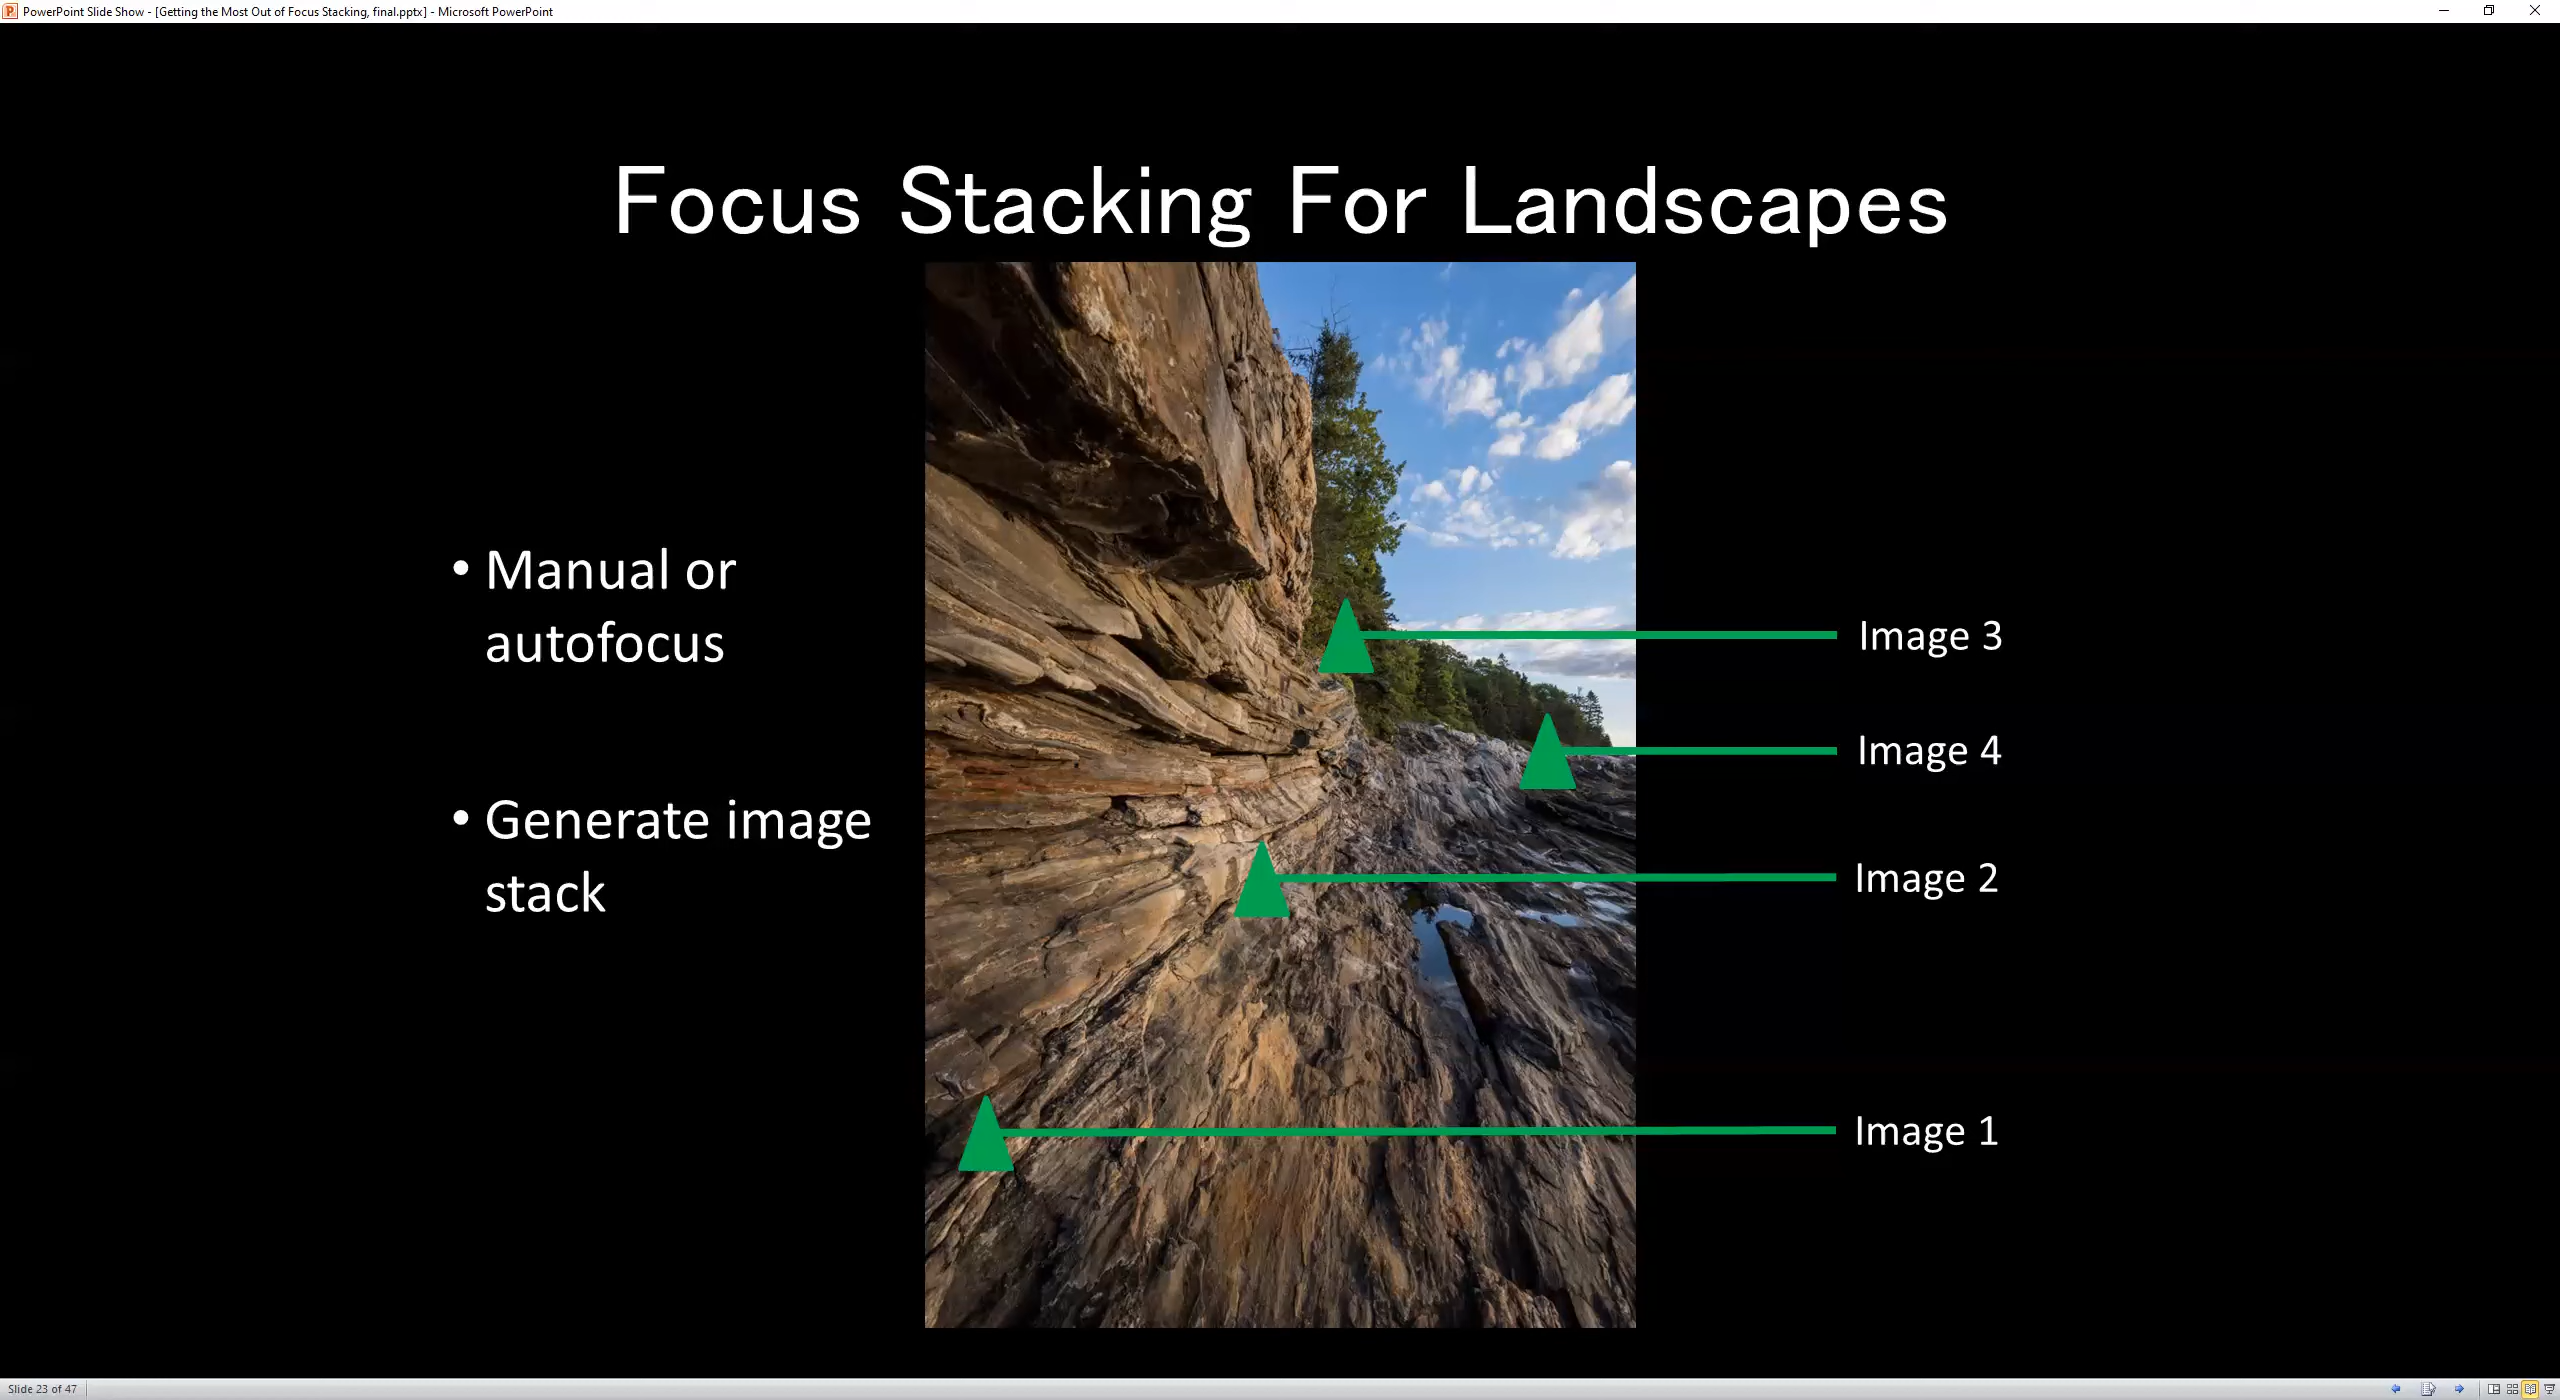 PowerPoint Slide Show - [Getting the Most Out of Focus Stacking, final.pptx] - Microsoft PowerPoint
Focus Stacking For Landscapes
• Manual or
autofocus
• Generate image
stack
Image 3
Image 4
Image 2
Image 1
Slide 23 of 47